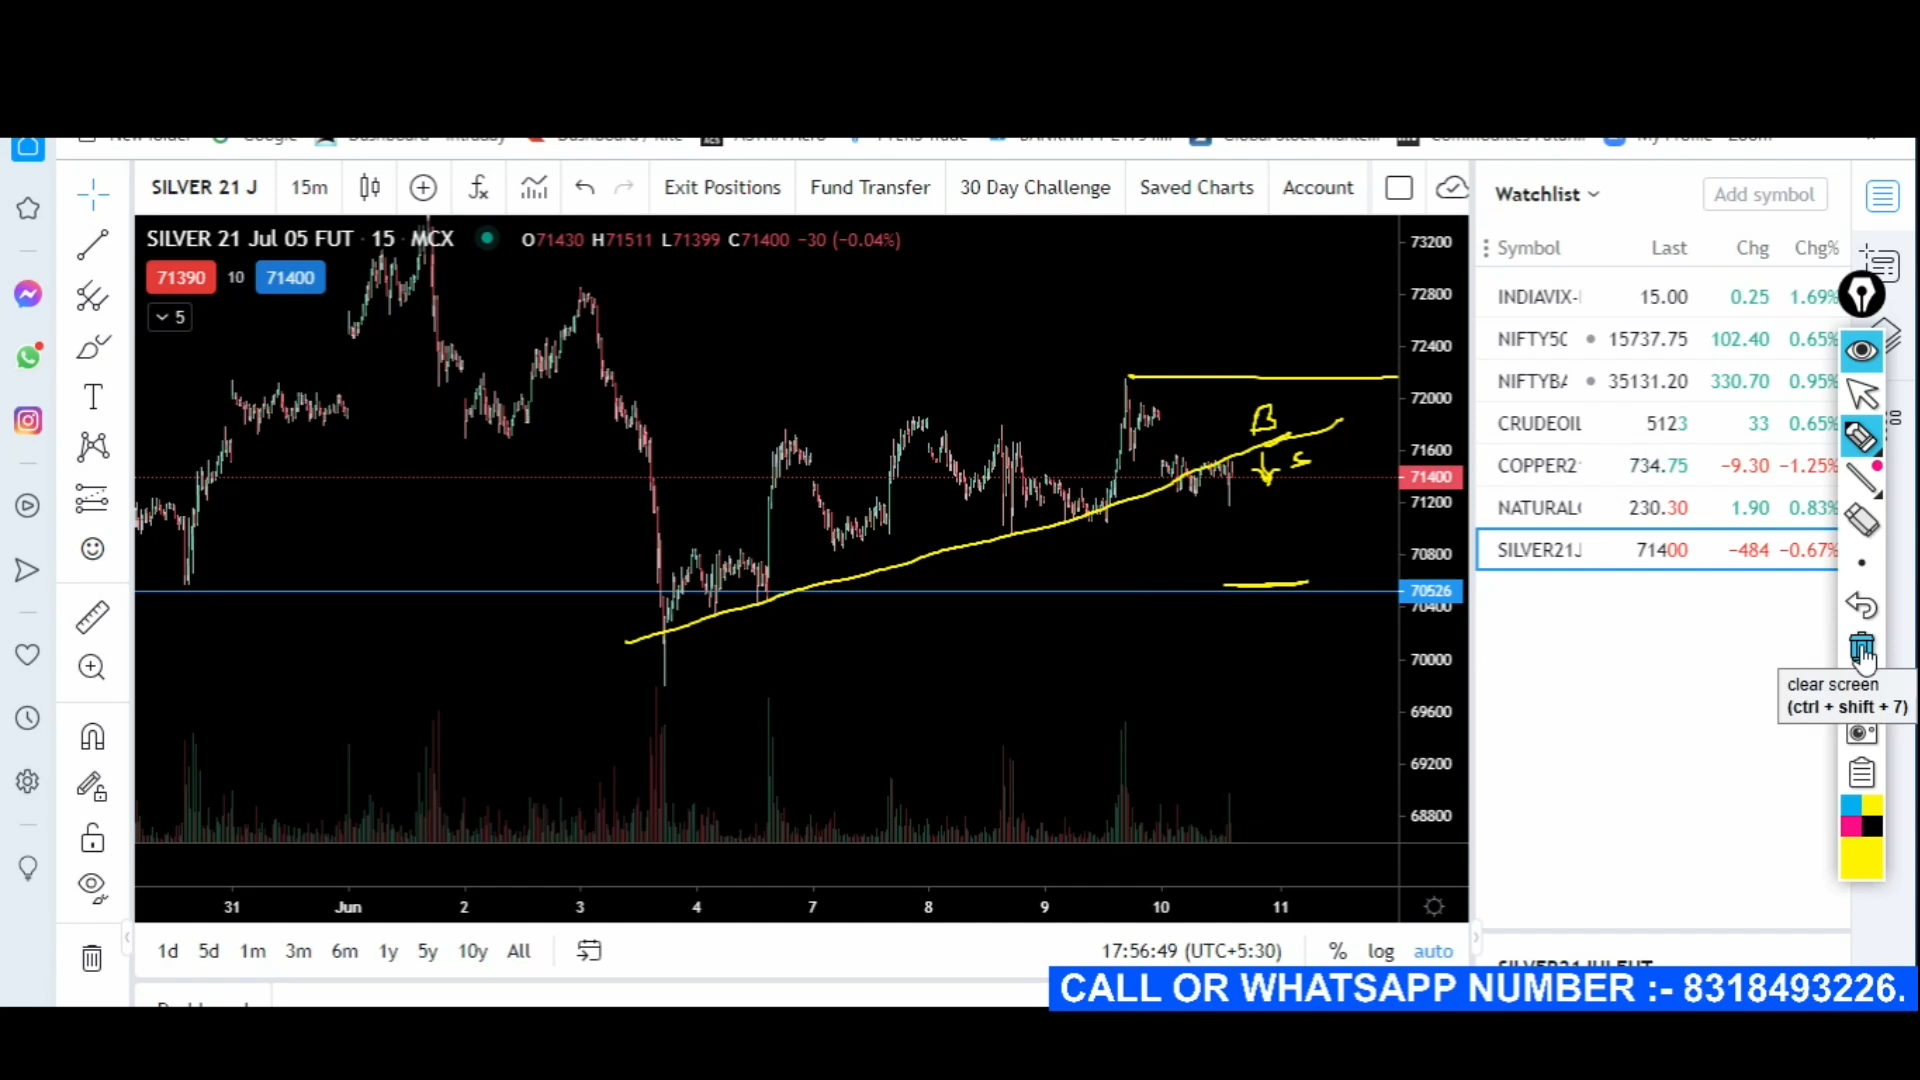 SILVER 21 J 15m Exit Positions Fund Transfer 30 Day Challenge Saved Charts Account
SILVER 21 Jul 05 FUT · 15 · MCX O71430 H71511 L71399 C71400 −30 (−0.04%)
71390 10 71400
5
73200
72800
72400
72000
71600
71400
71200
70800
70526
70400
70000
69600
69200
68800
B
S
31 Jun 2 3 4 7 8 9 10 11
1d 5d 1m 3m 6m 1y 5y 10y All 17:56:49 (UTC+5:30) % log auto
Watchlist Add symbol
Symbol Last Chg Chg%
INDIAVIX- 15.00 0.25 1.69%
NIFTY50 15737.75 102.40 0.65%
NIFTYBA 35131.20 330.70 0.95%
CRUDEOIL 5123 33 0.65%
COPPER2 734.75 −9.30 −1.25%
NATURAL 230.30 1.90 0.83%
SILVER21J 71400 −484 −0.67%
clear screen
(ctrl + shift + 7)
CALL OR WHATSAPP NUMBER :- 8318493226.